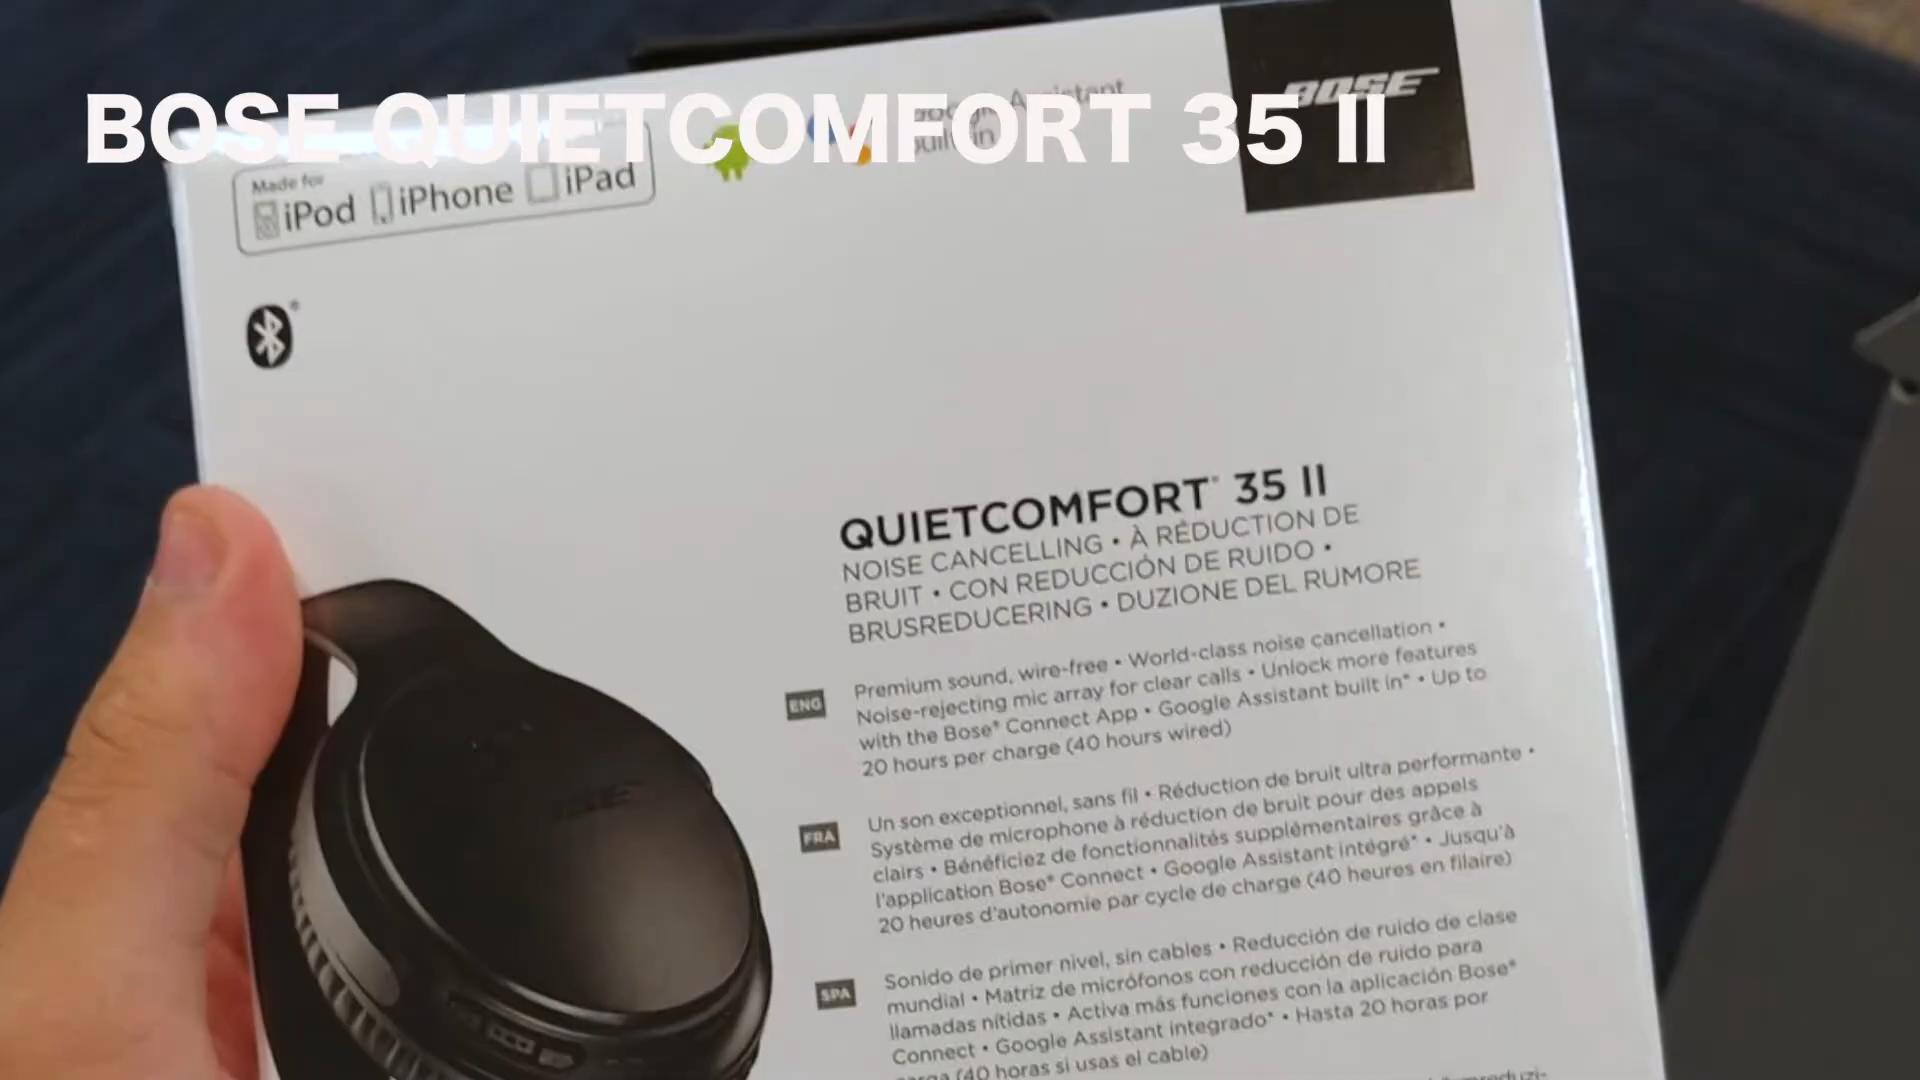 BOSE QUIETCOMFORT 35 II
Assistant
BOSE
Made for
iPod iPhone iPad
QUIETCOMFORT® 35 II
NOISE CANCELLING • À RÉDUCTION DE
BRUIT • CON REDUCCIÓN DE RUIDO •
BRUSREDUCERING • DUZIONE DEL RUMORE
ENG
Premium sound, wire-free • World-class noise cancellation •
Noise-rejecting mic array for clear calls • Unlock more features
with the Bose® Connect App • Google Assistant built in* • Up to
20 hours per charge (40 hours wired)
FRA
Un son exceptionnel, sans fil • Réduction de bruit ultra performante •
Système de microphone à réduction de bruit pour des appels
clairs • Bénéficiez de fonctionnalités supplémentaires grâce à
l'application Bose® Connect • Google Assistant intégré* • Jusqu'à
20 heures d'autonomie par cycle de charge (40 heures en filaire)
SPA
Sonido de primer nivel, sin cables • Reducción de ruido de clase
mundial • Matriz de micrófonos con reducción de ruido para
llamadas nítidas • Activa más funciones con la aplicación Bose®
Connect • Google Assistant integrado* • Hasta 20 horas por
carga (40 horas si usas el cable)
BOSE